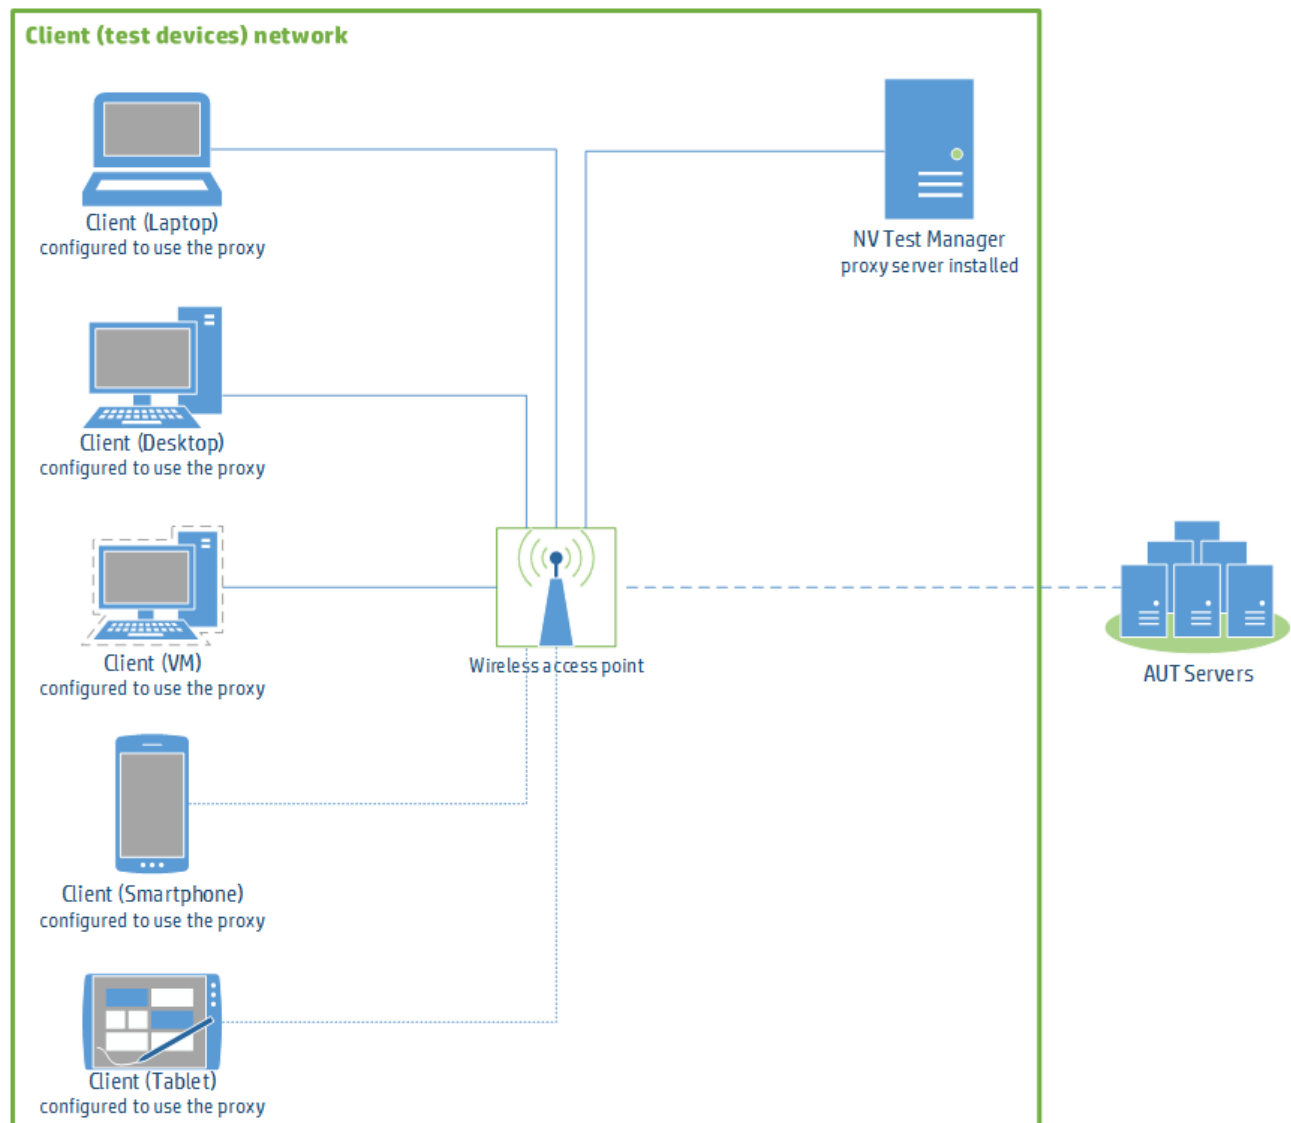 Client (test devices) network
Client (Laptop)
configured to use the proxy
NV Test Manager
proxy server installed
Client (Desktop)
configured to use the proxy
Client (VM)
configured to use the proxy
Wireless access point
AUT Servers
Client (Smartphone)
configured to use the proxy
Client (Tablet)
configured to use the proxy